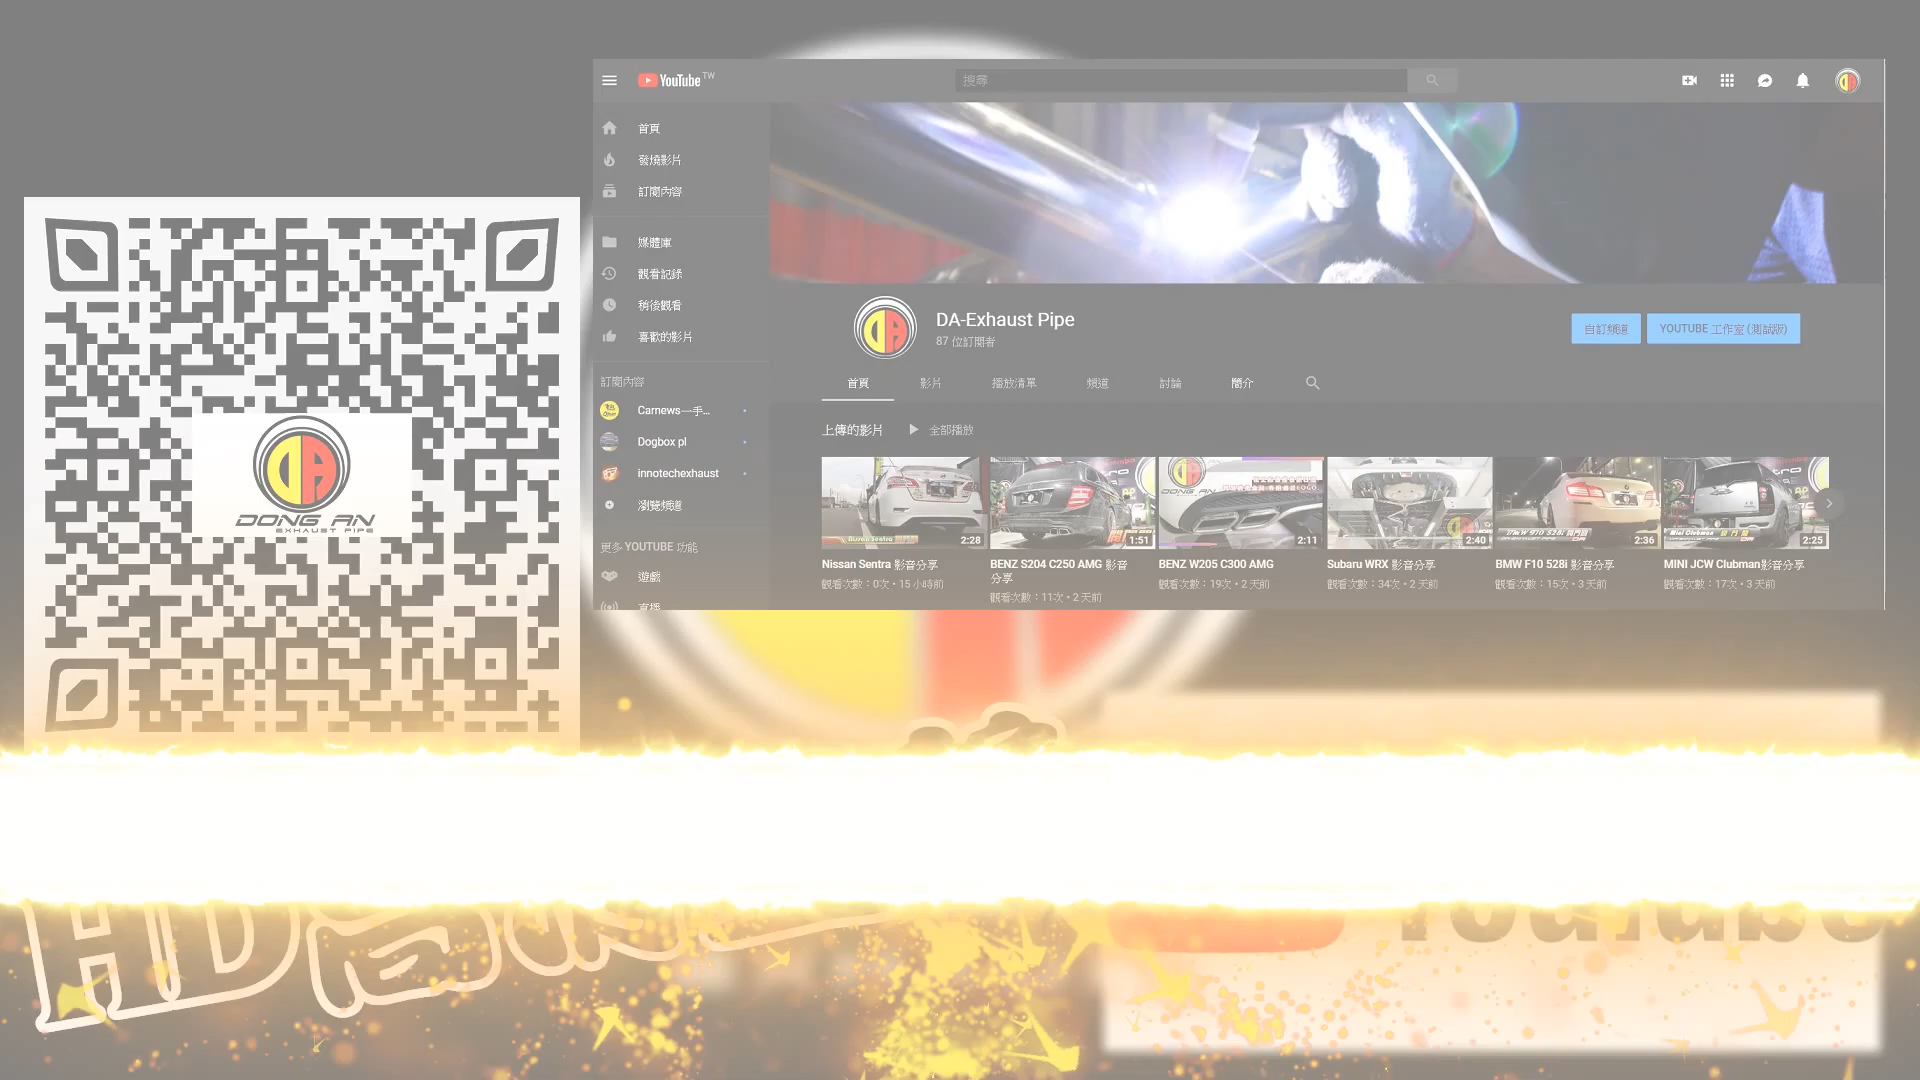 YouTube TW
搜尋
首頁
發燒影片
訂閱內容
媒體庫
觀看記錄
稍後觀看
喜歡的影片
訂閱內容
Carnews一手...
Dogbox pl
innotechexhaust
瀏覽頻道
更多 YOUTUBE 功能
遊戲
直播
DA-Exhaust Pipe
87 位訂閱者
自訂頻道
YOUTUBE 工作室 (測試版)
首頁 影片 播放清單 頻道 討論 簡介
上傳的影片 全部播放
2:28 1:51 2:11 2:40 2:36 2:25
Nissan Sentra 影音分享
觀看次數：0次 • 15 小時前
BENZ S204 C250 AMG 影音
分享
觀看次數：11次 • 2 天前
BENZ W205 C300 AMG
觀看次數：19次 • 2 天前
Subaru WRX 影音分享
觀看次數：34次 • 2 天前
BMW F10 528i 影音分享
觀看次數：15次 • 3 天前
MINI JCW Clubman影音分享
觀看次數：17次 • 3 天前
DA
DONG AN
EXHAUST PIPE
YouTube